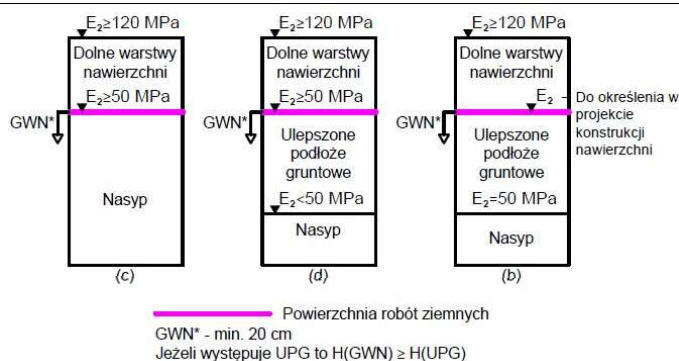 E₂≥120 MPa
Dolne warstwy
nawierzchni
E₂≥50 MPa
GWN*
Nasyp
(c)
E₂≥120 MPa
Dolne warstwy
nawierzchni
E₂≥50 MPa
GWN*
Ulepszone
podłoże
gruntowe
E₂<50 MPa
Nasyp
(d)
E₂≥120 MPa
Dolne warstwy
nawierzchni
E₂ - Do określenia w
projekcie
konstrukcji
nawierzchni
GWN*
Ulepszone
podłoże
gruntowe
E₂=50 MPa
Nasyp
(b)
Powierzchnia robót ziemnych
GWN* - min. 20 cm
Jeżeli występuje UPG to H(GWN) ≥ H(UPG)